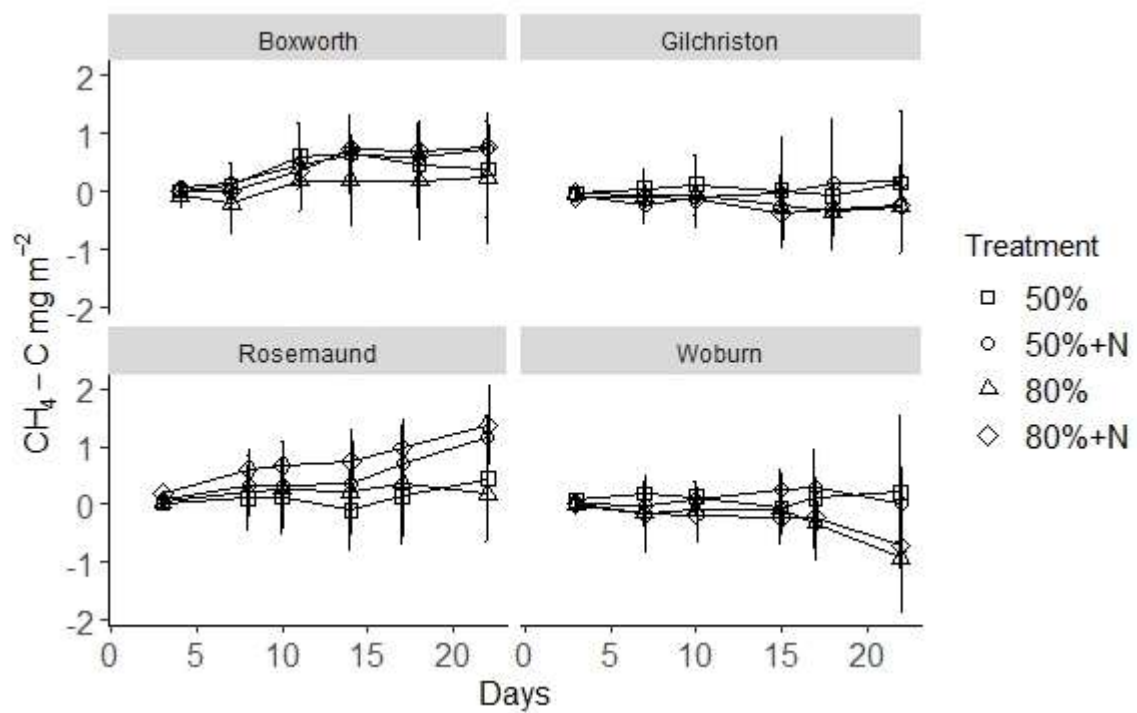 Boxworth
Gilchriston
2
1
0
-1
-2
Rosemaund
Woburn
2
1
0
-1
-2
0 5 10 15 20
0 5 10 15 20
Days
CH₄ – C mg m⁻²
Treatment
50%
50%+N
80%
80%+N